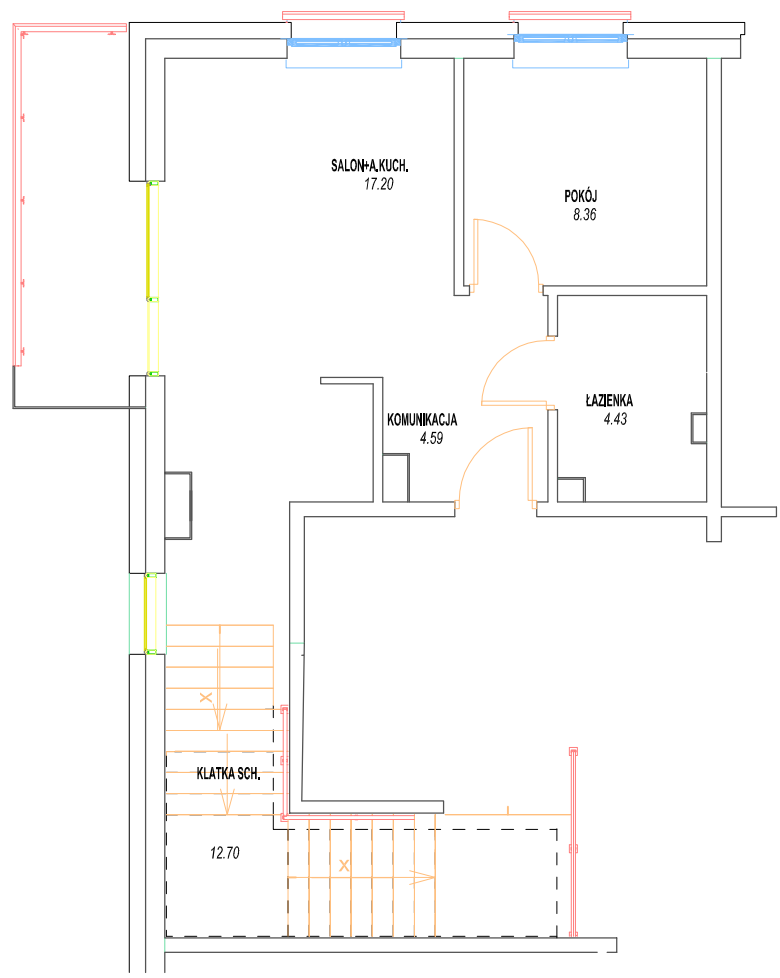 SALON+A.KUCH.
17.20
POKÓJ
8.36
ŁAZIENKA
4.43
KOMUNIKACJA
4.59
X
KLATKA SCH.
12.70
X